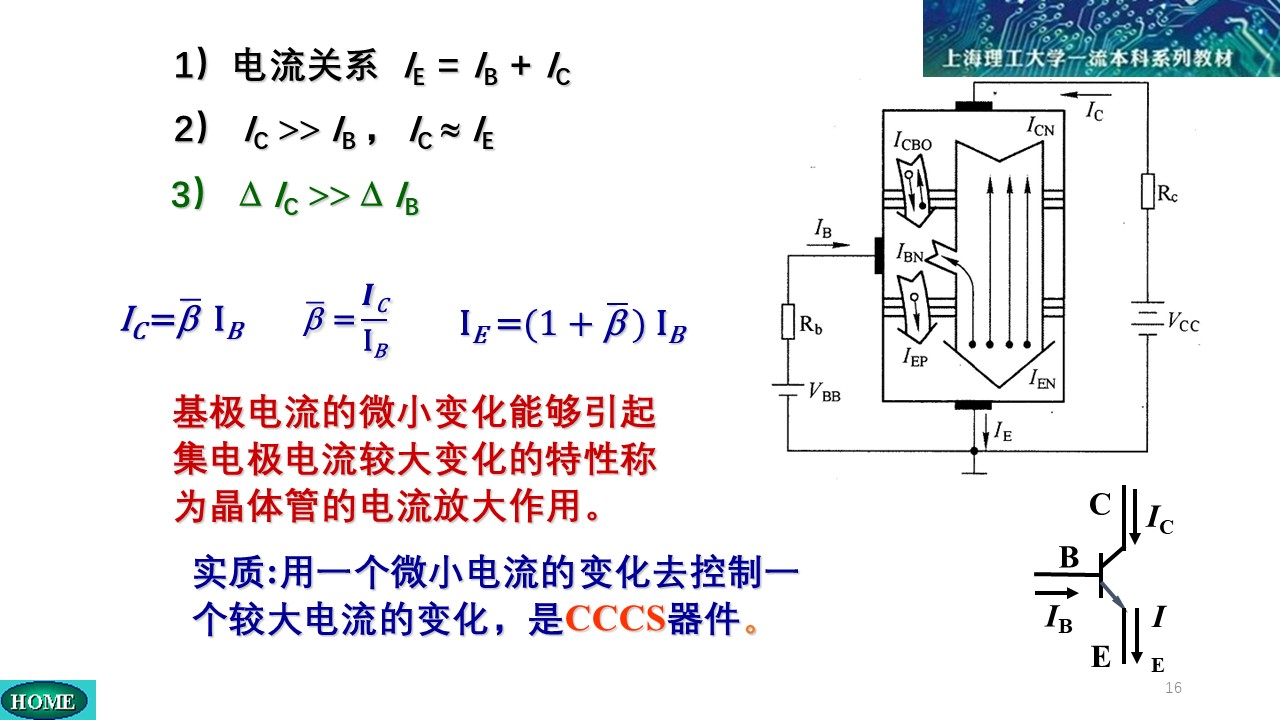 上海理工大学一流本科系列教材
1）电流关系 IE = IB + IC
2） IC >> IB ， IC ≈ IE
3） Δ IC >> Δ IB
IC=β̅ IB
β̅ = IC/IB
IE =(1 + β̅ ) IB
基极电流的微小变化能够引起
集电极电流较大变化的特性称
为晶体管的电流放大作用。
实质:用一个微小电流的变化去控制一
个较大电流的变化，是CCCS器件。
IC
ICN
ICBO
Rc
IB
IBN
Rb
VCC
IEP
IEN
VBB
IE
C
IC
B
IB
I
E
E
HOME
16